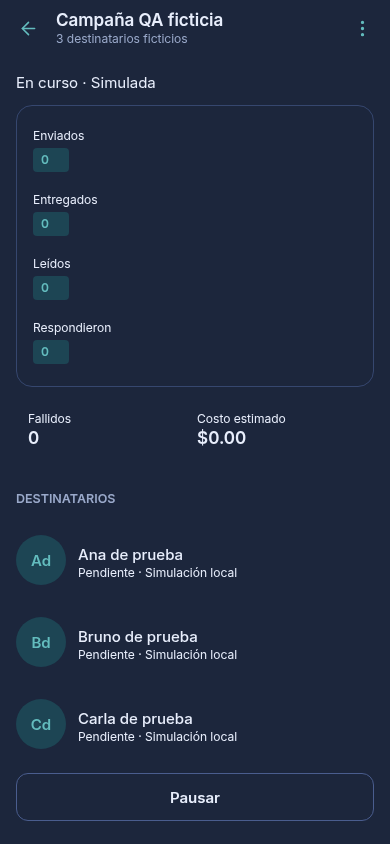 Campaña QA ficticia
3 destinatarios ficticios
En curso · Simulada
Enviados
0
Entregados
0
Leídos
0
Respondieron
0
Fallidos
0
Costo estimado
$0.00
DESTINATARIOS
Ad
Ana de prueba
Pendiente · Simulación local
Bd
Bruno de prueba
Pendiente · Simulación local
Cd
Carla de prueba
Pendiente · Simulación local
Pausar